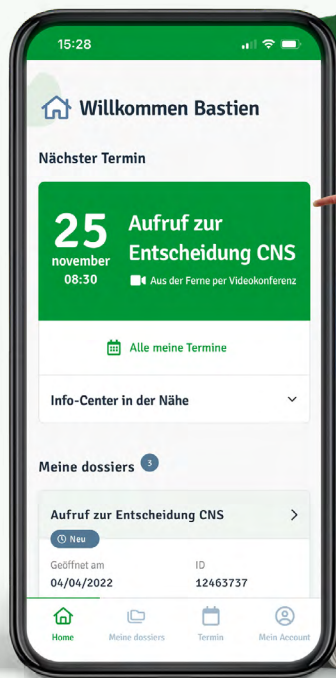 15:28
Willkommen Bastien
Nächster Termin
25
november
08:30
Aufruf zur
Entscheidung CNS
Aus der Ferne per Videokonferenz
Alle meine Termine
Info-Center in der Nähe
Meine dossiers 3
Aufruf zur Entscheidung CNS
Neu
Geöffnet am
04/04/2022
ID
12463737
Home
Meine dossiers
Termin
Mein Account